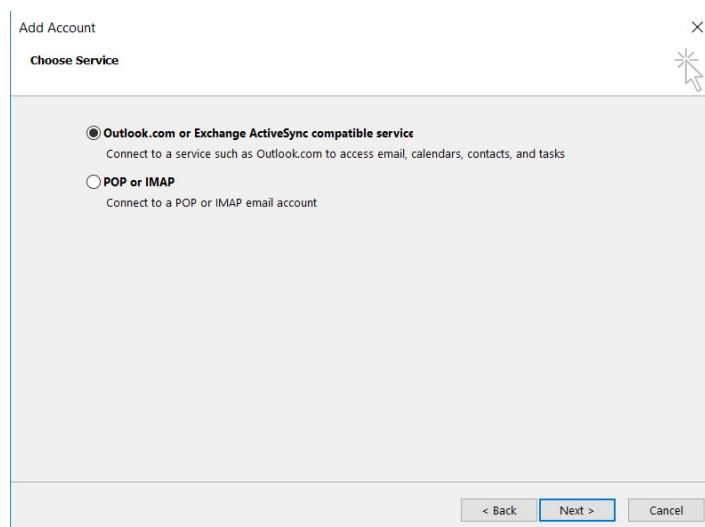 Add Account
Choose Service
Outlook.com or Exchange ActiveSync compatible service
Connect to a service such as Outlook.com to access email, calendars, contacts, and tasks
POP or IMAP
Connect to a POP or IMAP email account
< Back Next > Cancel